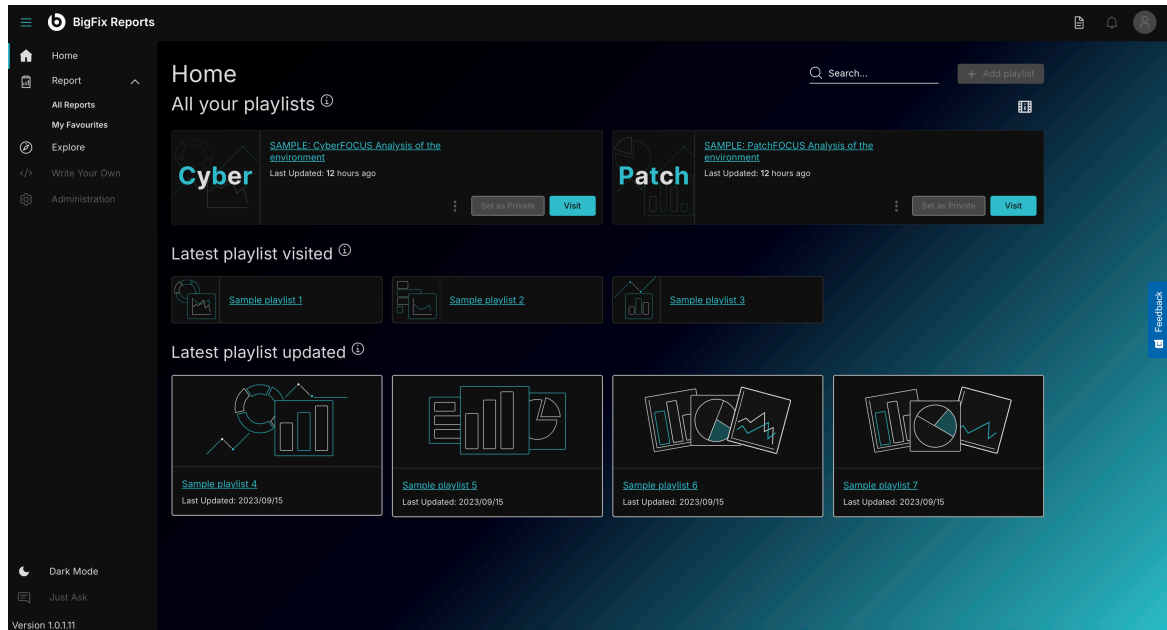 BigFix Reports
Home
Report
All Reports
My Favourites
Explore
Write Your Own
Administration
Home
Search...
+ Add playlist
All your playlists
Cyber
SAMPLE: CyberFOCUS Analysis of the
environment
Last Updated: 12 hours ago
Set as Private
Visit
Patch
SAMPLE: PatchFOCUS Analysis of the
environment
Last Updated: 12 hours ago
Set as Private
Visit
Latest playlist visited
Sample playlist 1
Sample playlist 2
Sample playlist 3
Latest playlist updated
Sample playlist 4
Last Updated: 2023/09/15
Sample playlist 5
Last Updated: 2023/09/15
Sample playlist 6
Last Updated: 2023/09/15
Sample playlist 7
Last Updated: 2023/09/15
Feedback
Dark Mode
Just Ask
Version 1.0.1.11